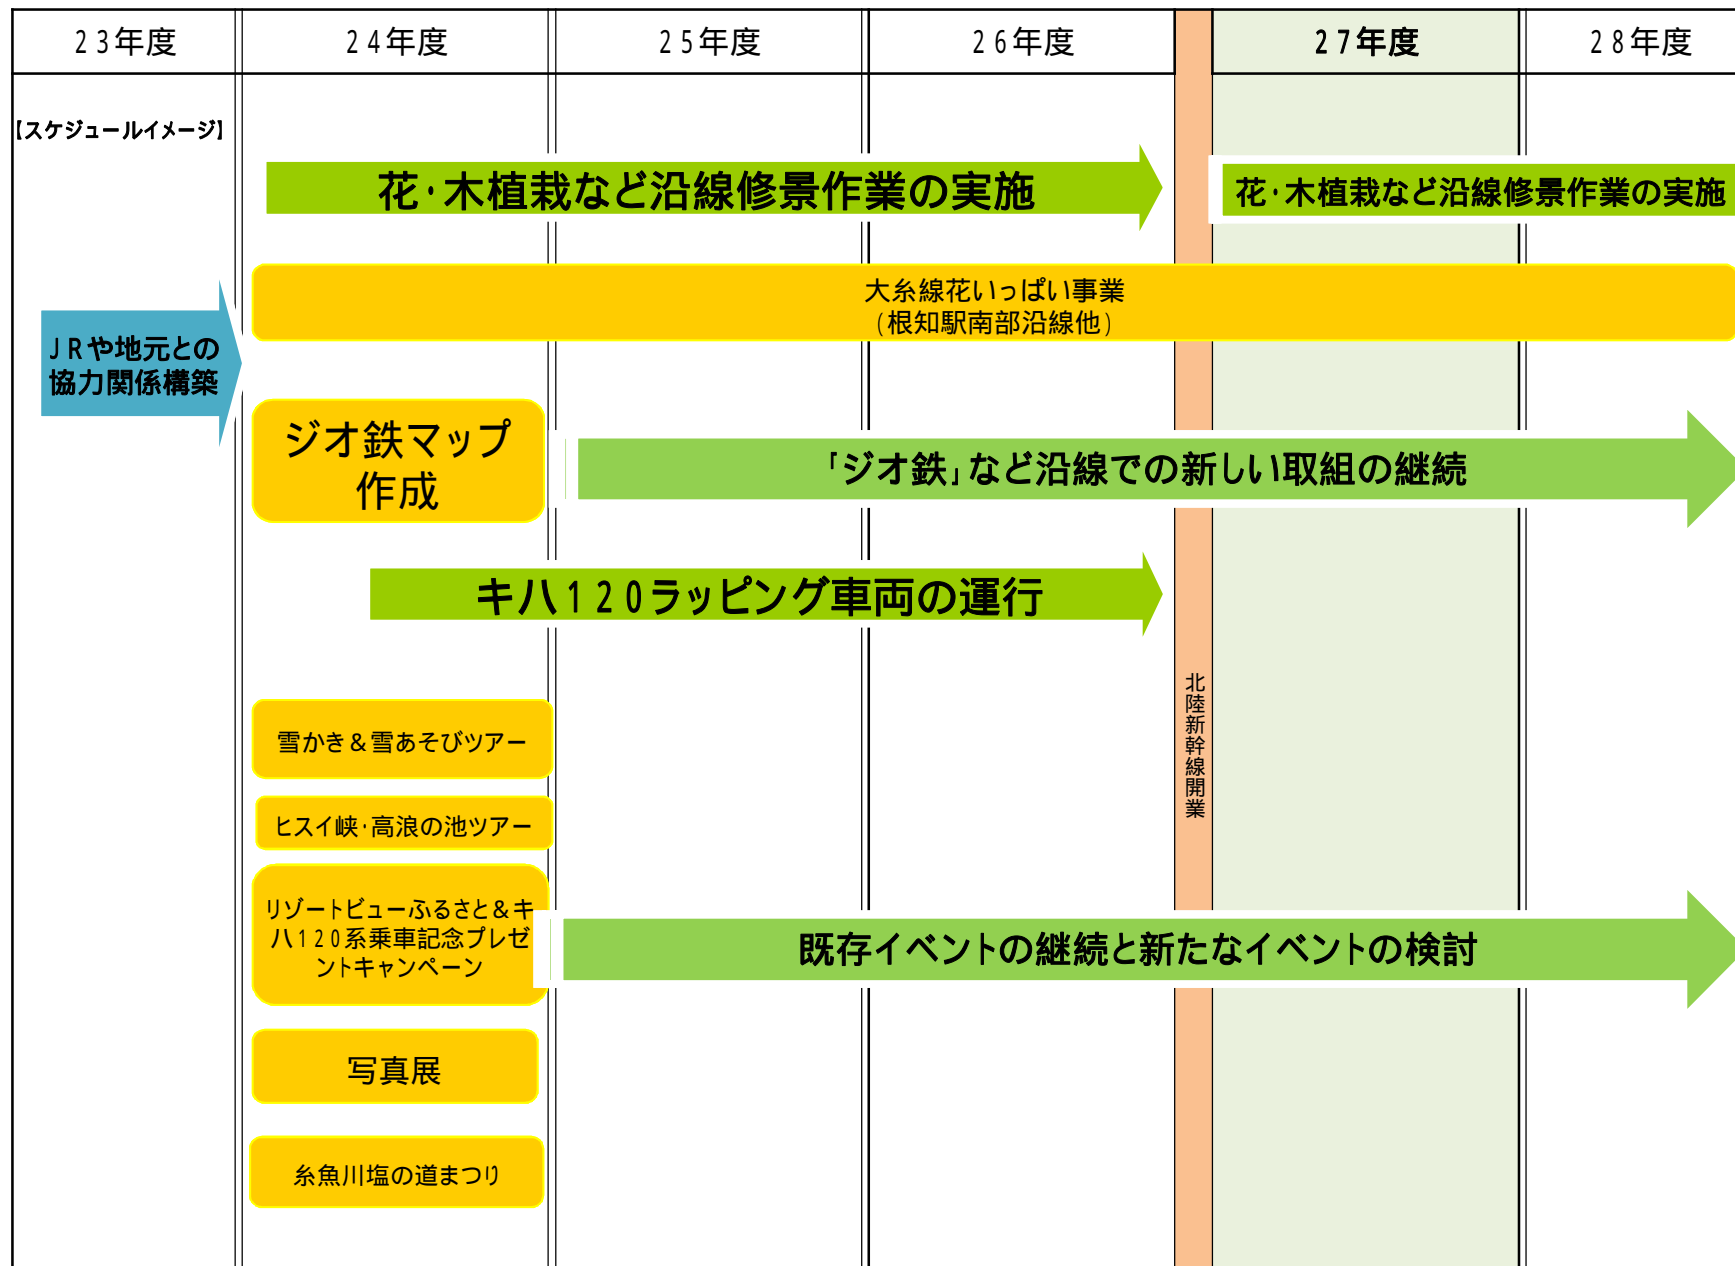 23年度
24年度
25年度
26年度
27年度
28年度
【スケジュールイメージ】
花・木植栽など沿線修景作業の実施
花・木植栽など沿線修景作業の実施
大糸線花いっぱい事業
(根知駅南部沿線他)
JRや地元との
協力関係構築
ジオ鉄マップ
作成
「ジオ鉄」など沿線での新しい取組の継続
キハ120ラッピング車両の運行
北陸新幹線開業
雪かき&雪あそびツアー
ヒスイ峡・高浪の池ツアー
リゾートビューふるさと&キ
ハ120系乗車記念プレゼ
ントキャンペーン
既存イベントの継続と新たなイベントの検討
写真展
糸魚川塩の道まつり